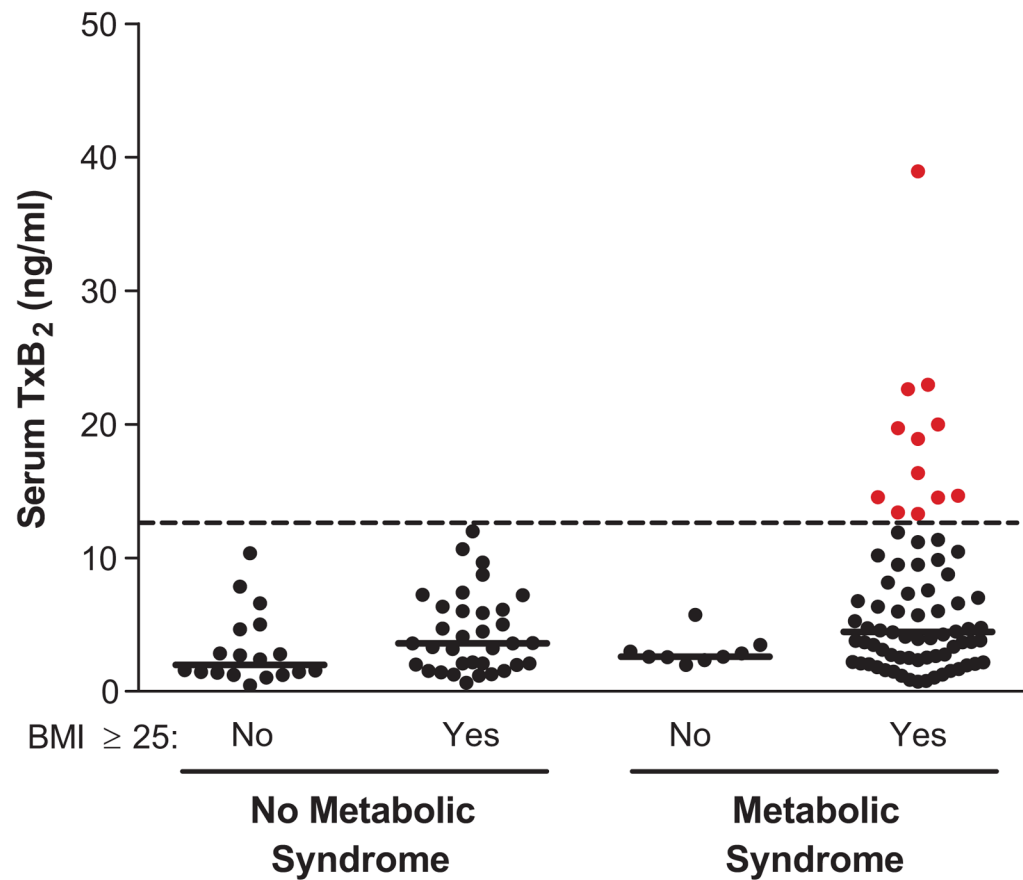 50
40
30
20
10
0
Serum TxB₂ (ng/ml)
BMI ≥ 25: No Yes No Yes
No Metabolic Syndrome
Metabolic Syndrome